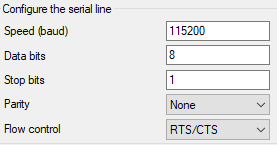 Configure the serial line
Speed (baud) 115200
Data bits 8
Stop bits 1
Parity None
Flow control RTS/CTS